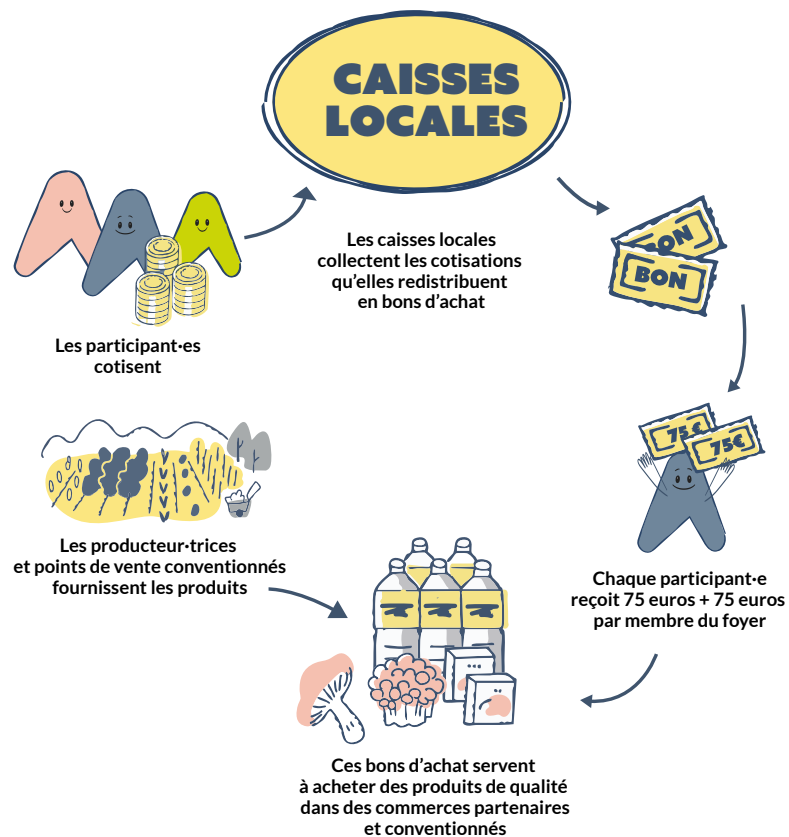 CAISSES
LOCALES
Les participant·es
cotisent
Les caisses locales
collectent les cotisations
qu'elles redistribuent
en bons d'achat
BON
BON
75€
75€
Chaque participant·e
reçoit 75 euros + 75 euros
par membre du foyer
Les producteur·trices
et points de vente conventionnés
fournissent les produits
Ces bons d'achat servent
à acheter des produits de qualité
dans des commerces partenaires
et conventionnés